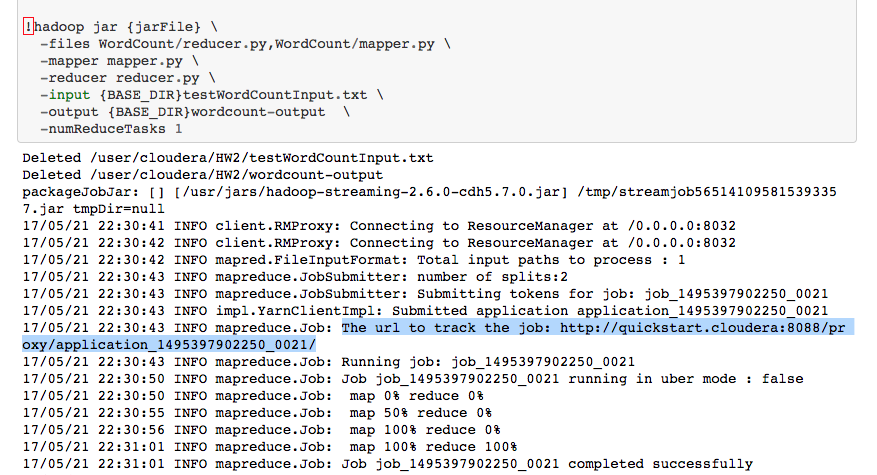 !hadoop jar {jarFile} \
-files WordCount/reducer.py,WordCount/mapper.py \
-mapper mapper.py \
-reducer reducer.py \
-input {BASE_DIR}testWordCountInput.txt \
-output {BASE_DIR}wordcount-output \
-numReduceTasks 1
Deleted /user/cloudera/HW2/testWordCountInput.txt
Deleted /user/cloudera/HW2/wordcount-output
packageJobJar: [] [/usr/jars/hadoop-streaming-2.6.0-cdh5.7.0.jar] /tmp/streamjob56514109581539335
7.jar tmpDir=null
17/05/21 22:30:41 INFO client.RMProxy: Connecting to ResourceManager at /0.0.0.0:8032
17/05/21 22:30:42 INFO client.RMProxy: Connecting to ResourceManager at /0.0.0.0:8032
17/05/21 22:30:42 INFO mapred.FileInputFormat: Total input paths to process : 1
17/05/21 22:30:43 INFO mapreduce.JobSubmitter: number of splits:2
17/05/21 22:30:43 INFO mapreduce.JobSubmitter: Submitting tokens for job: job_1495397902250_0021
17/05/21 22:30:43 INFO impl.YarnClientImpl: Submitted application application_1495397902250_0021
17/05/21 22:30:43 INFO mapreduce.Job: The url to track the job: http://quickstart.cloudera:8088/pr
oxy/application_1495397902250_0021/
17/05/21 22:30:43 INFO mapreduce.Job: Running job: job_1495397902250_0021
17/05/21 22:30:50 INFO mapreduce.Job: Job job_1495397902250_0021 running in uber mode : false
17/05/21 22:30:50 INFO mapreduce.Job:  map 0% reduce 0%
17/05/21 22:30:55 INFO mapreduce.Job:  map 50% reduce 0%
17/05/21 22:30:56 INFO mapreduce.Job:  map 100% reduce 0%
17/05/21 22:31:01 INFO mapreduce.Job:  map 100% reduce 100%
17/05/21 22:31:01 INFO mapreduce.Job: Job job_1495397902250_0021 completed successfully